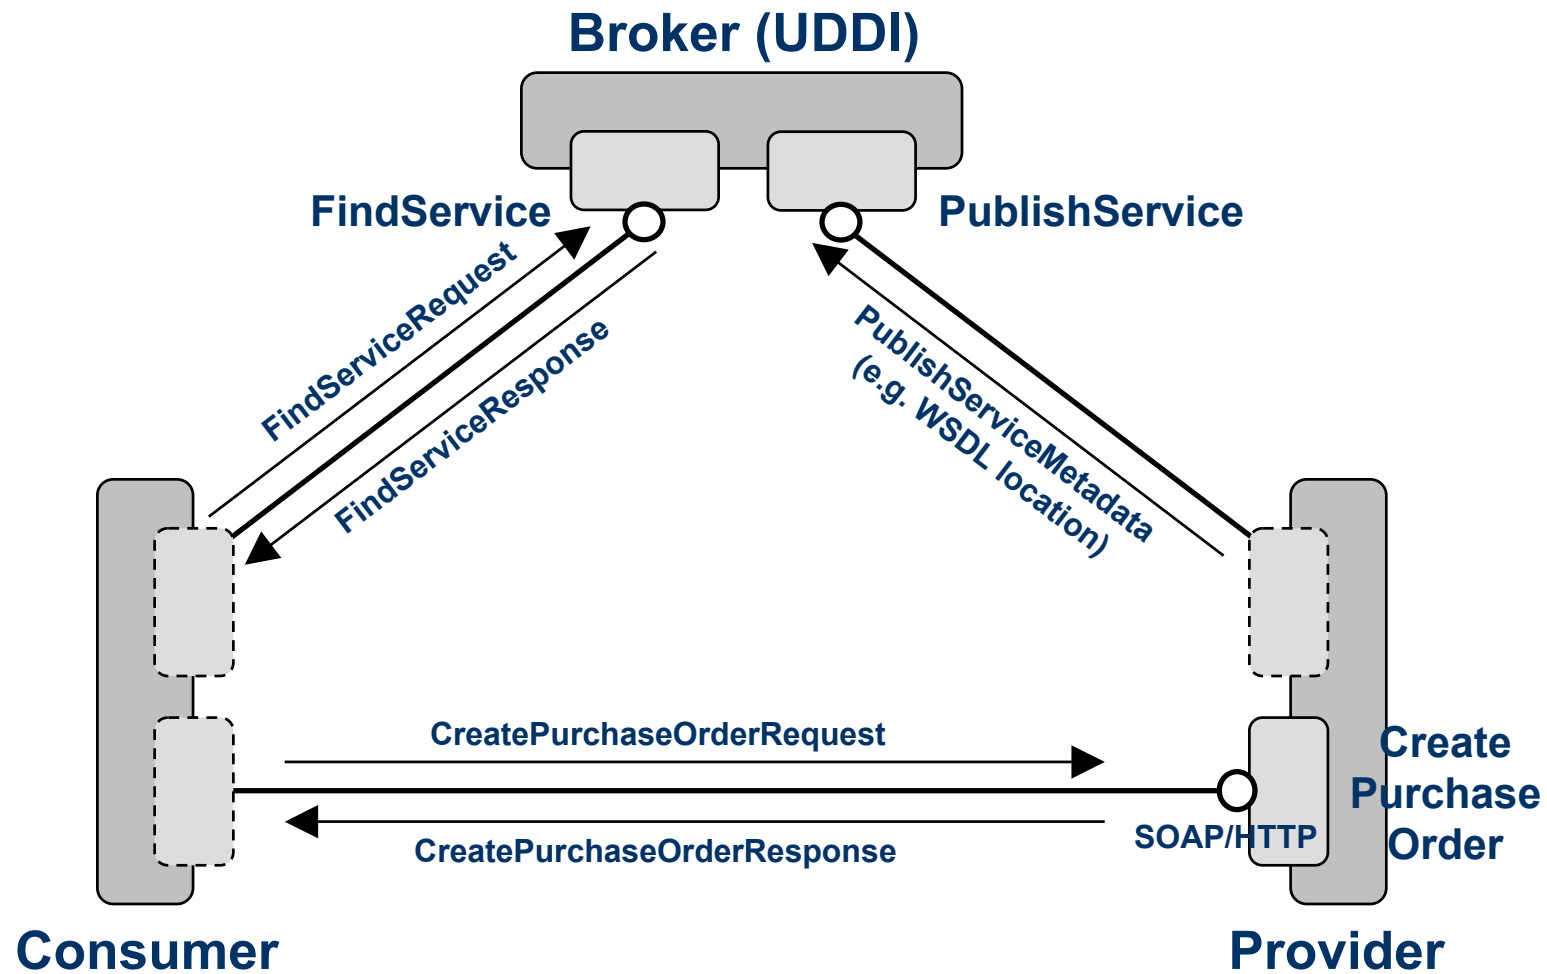 Broker (UDDI)
FindService
PublishService
FindServiceRequest
FindServiceResponse
PublishServiceMetadata
(e.g. WSDL location)
CreatePurchaseOrderRequest
CreatePurchaseOrderResponse
SOAP/HTTP
Create
Purchase
Order
Consumer
Provider